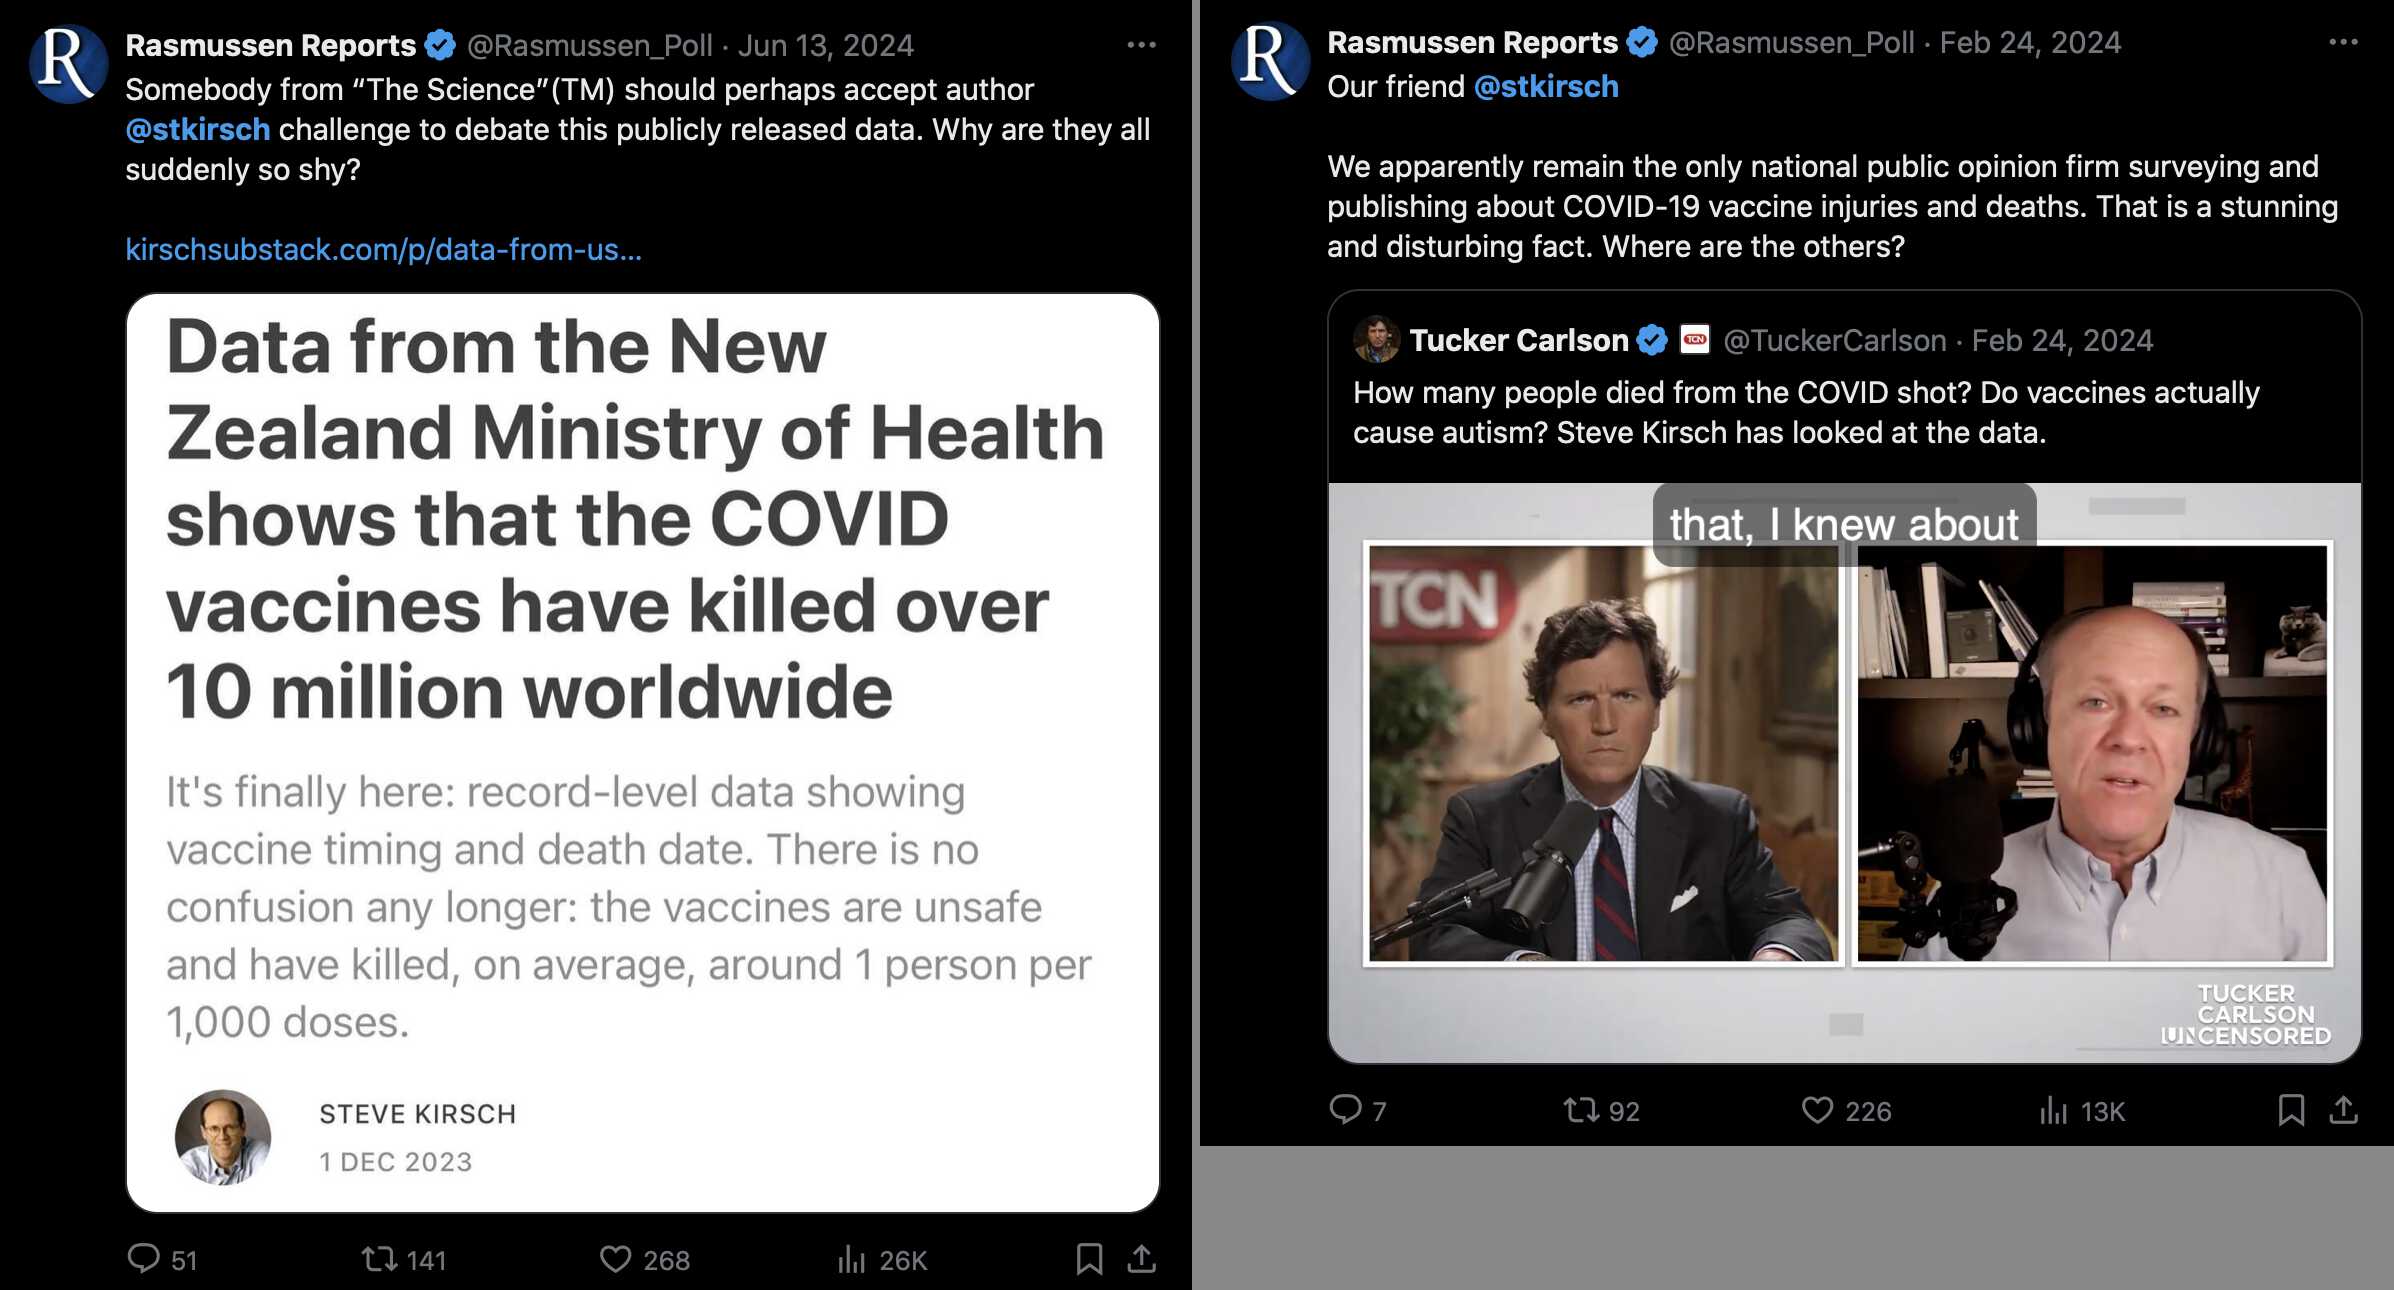 Rasmussen Reports @Rasmussen_Poll · Jun 13, 2024
Somebody from “The Science”(TM) should perhaps accept author
@stkirsch challenge to debate this publicly released data. Why are they all
suddenly so shy?
kirschsubstack.com/p/data-from-us...
Data from the New
Zealand Ministry of Health
shows that the COVID
vaccines have killed over
10 million worldwide
It's finally here: record-level data showing
vaccine timing and death date. There is no
confusion any longer: the vaccines are unsafe
and have killed, on average, around 1 person per
1,000 doses.
STEVE KIRSCH
1 DEC 2023
51 141 268 26K
Rasmussen Reports @Rasmussen_Poll · Feb 24, 2024
Our friend @stkirsch
We apparently remain the only national public opinion firm surveying and
publishing about COVID-19 vaccine injuries and deaths. That is a stunning
and disturbing fact. Where are the others?
Tucker Carlson TCN @TuckerCarlson · Feb 24, 2024
How many people died from the COVID shot? Do vaccines actually
cause autism? Steve Kirsch has looked at the data.
that, I knew about
TCN
TUCKER
CARLSON
UNCENSORED
7 92 226 13K